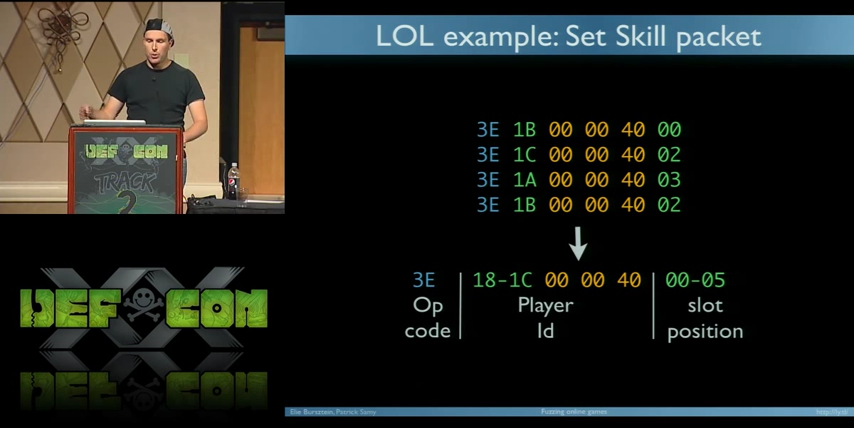 LOL example: Set Skill packet
3E 1B 00 00 40 00
3E 1C 00 00 40 02
3E 1A 00 00 40 03
3E 1B 00 00 40 02
3E 18-1C 00 00 40 00-05
Op code
Player Id
slot position
DEF CON
TRACK
2
XX
DEF CON
Elie Bursztein, Patrick Samy
Fuzzing online games